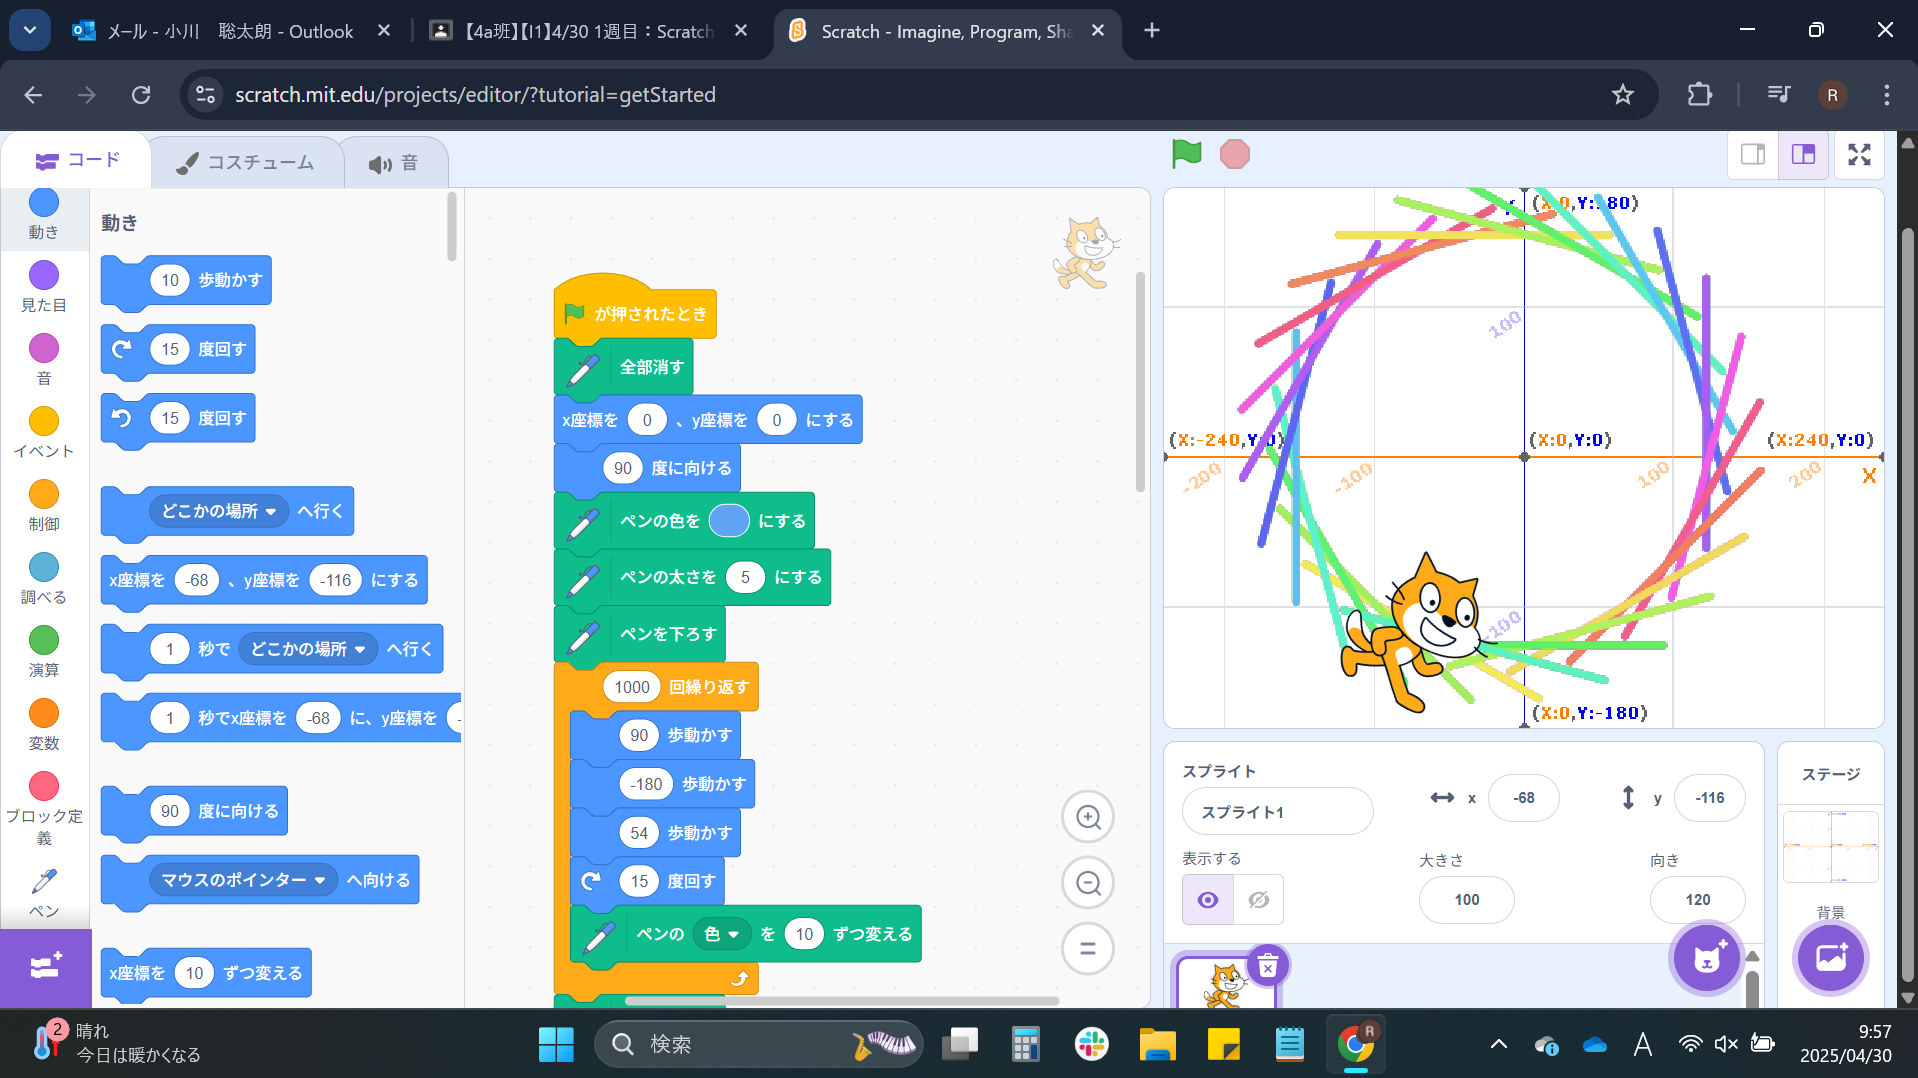 メール - 小川　聡太朗 - Outlook
【4a班】【I1】4/30 1週目：Scratch
Scratch - Imagine, Program, Sha
scratch.mit.edu/projects/editor/?tutorial=getStarted
R
コード
コスチューム
音
動き
見た目
音
イベント
制御
調べる
演算
変数
ブロック定義
ペン
動き
10 歩動かす
15 度回す
15 度回す
どこかの場所 へ行く
x座標を -68 、y座標を -116 にする
1 秒で どこかの場所 へ行く
1 秒でx座標を -68 に、y座標を -
90 度に向ける
マウスのポインター へ向ける
x座標を 10 ずつ変える
が押されたとき
全部消す
x座標を 0 、y座標を 0 にする
90 度に向ける
ペンの色を にする
ペンの太さを 5 にする
ペンを下ろす
1000 回繰り返す
90 歩動かす
-180 歩動かす
54 歩動かす
15 度回す
ペンの 色 を 10 ずつ変える
(X:0,Y:180)
100
(X:-240,Y:0)
(X:0,Y:0)
(X:240,Y:0)
-200
-100
100
200
X
-100
(X:0,Y:-180)
スプライト
スプライト1
x -68
y -116
表示する
大きさ
100
向き
120
ステージ
背景
2
晴れ
今日は暖かくなる
検索
R
A
9:57
2025/04/30